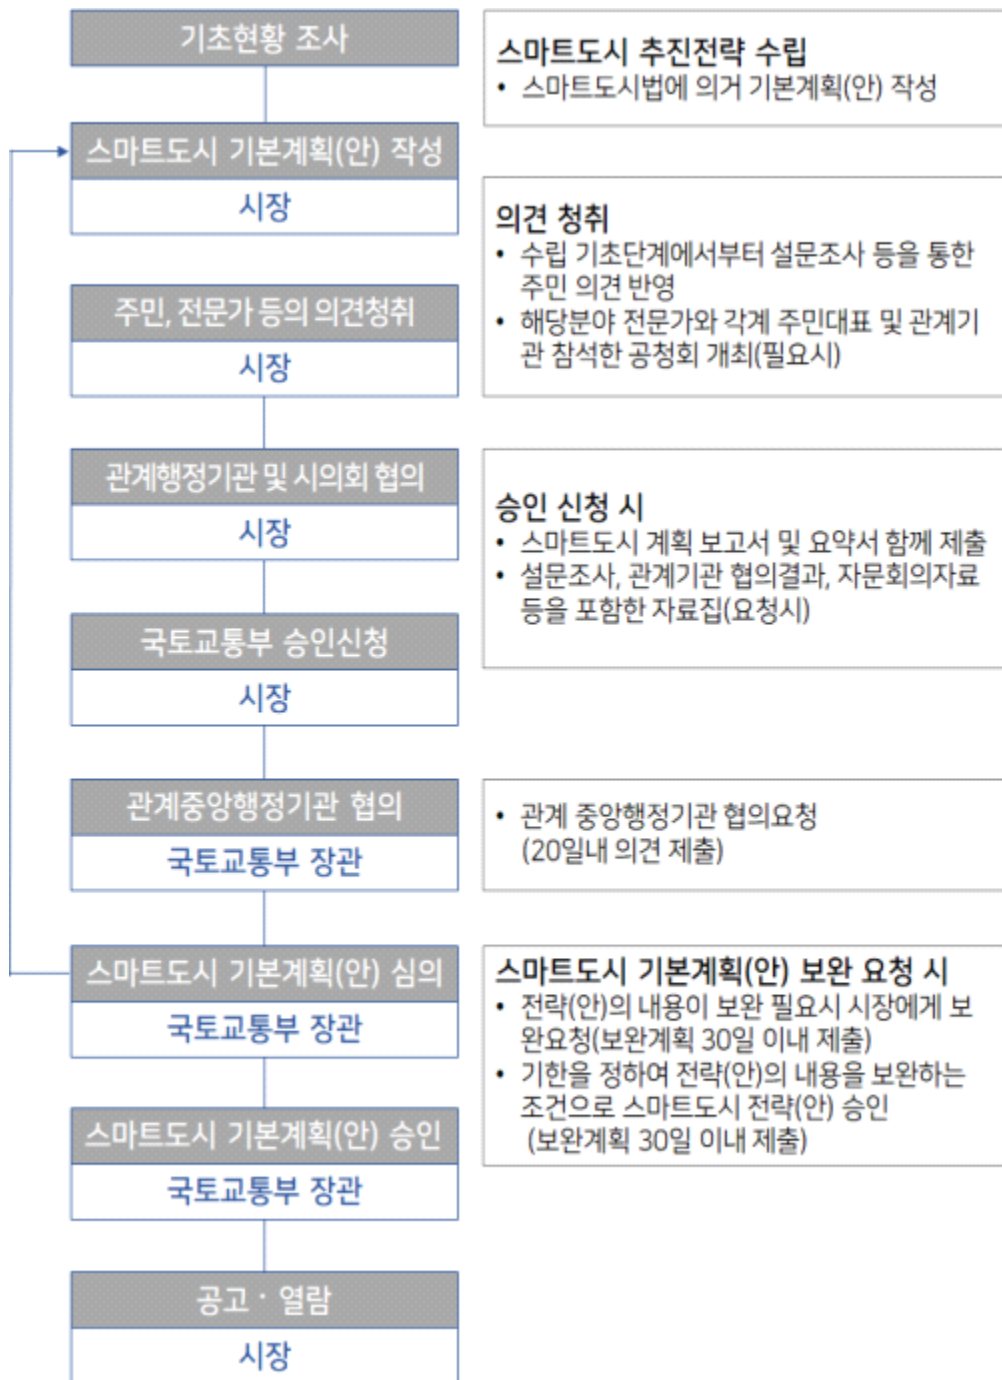 기초현황 조사
스마트도시 추진전략 수립
• 스마트도시법에 의거 기본계획(안) 작성
스마트도시 기본계획(안) 작성
시장
의견 청취
• 수립 기초단계에서부터 설문조사 등을 통한
주민 의견 반영
• 해당분야 전문가와 각계 주민대표 및 관계기
관 참석한 공청회 개최(필요시)
주민, 전문가 등의 의견청취
시장
관계행정기관 및 시의회 협의
시장
승인 신청 시
• 스마트도시 계획 보고서 및 요약서 함께 제출
• 설문조사, 관계기관 협의결과, 자문회의자료
등을 포함한 자료집(요청시)
국토교통부 승인신청
시장
관계중앙행정기관 협의
국토교통부 장관
• 관계 중앙행정기관 협의요청
(20일내 의견 제출)
스마트도시 기본계획(안) 심의
국토교통부 장관
스마트도시 기본계획(안) 보완 요청 시
• 전략(안)의 내용이 보완 필요시 시장에게 보
완요청(보완계획 30일 이내 제출)
• 기한을 정하여 전략(안)의 내용을 보완하는
조건으로 스마트도시 전략(안) 승인
(보완계획 30일 이내 제출)
스마트도시 기본계획(안) 승인
국토교통부 장관
공고 · 열람
시장